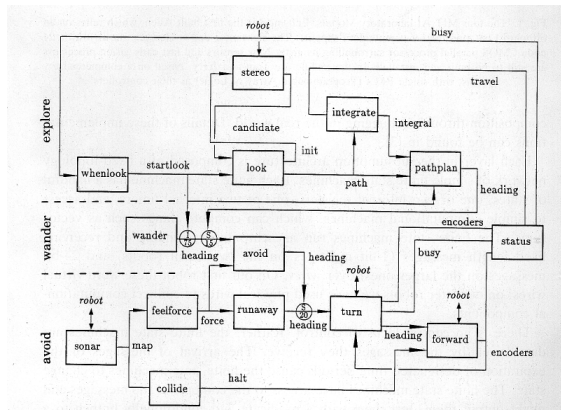 robot
busy
stereo
travel
explore
integrate
candidate
integral
init
startlook
whenlook
look
pathplan
path
heading
wander
wander
S
15
encoders
status
heading
avoid
heading
busy
robot
robot
robot
feelforce
runaway
S
20
turn
force
heading
heading
forward
avoid
sonar
map
encoders
halt
collide